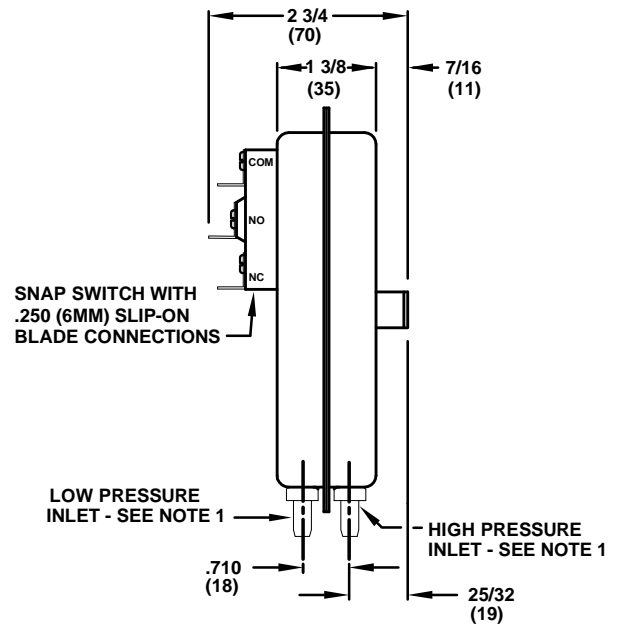 2 3/4
(70)
1 3/8
(35)
7/16
(11)
COM
NO
NC
SNAP SWITCH WITH
.250 (6MM) SLIP-ON
BLADE CONNECTIONS
LOW PRESSURE
INLET - SEE NOTE 1
HIGH PRESSURE
INLET - SEE NOTE 1
.710
(18)
25/32
(19)